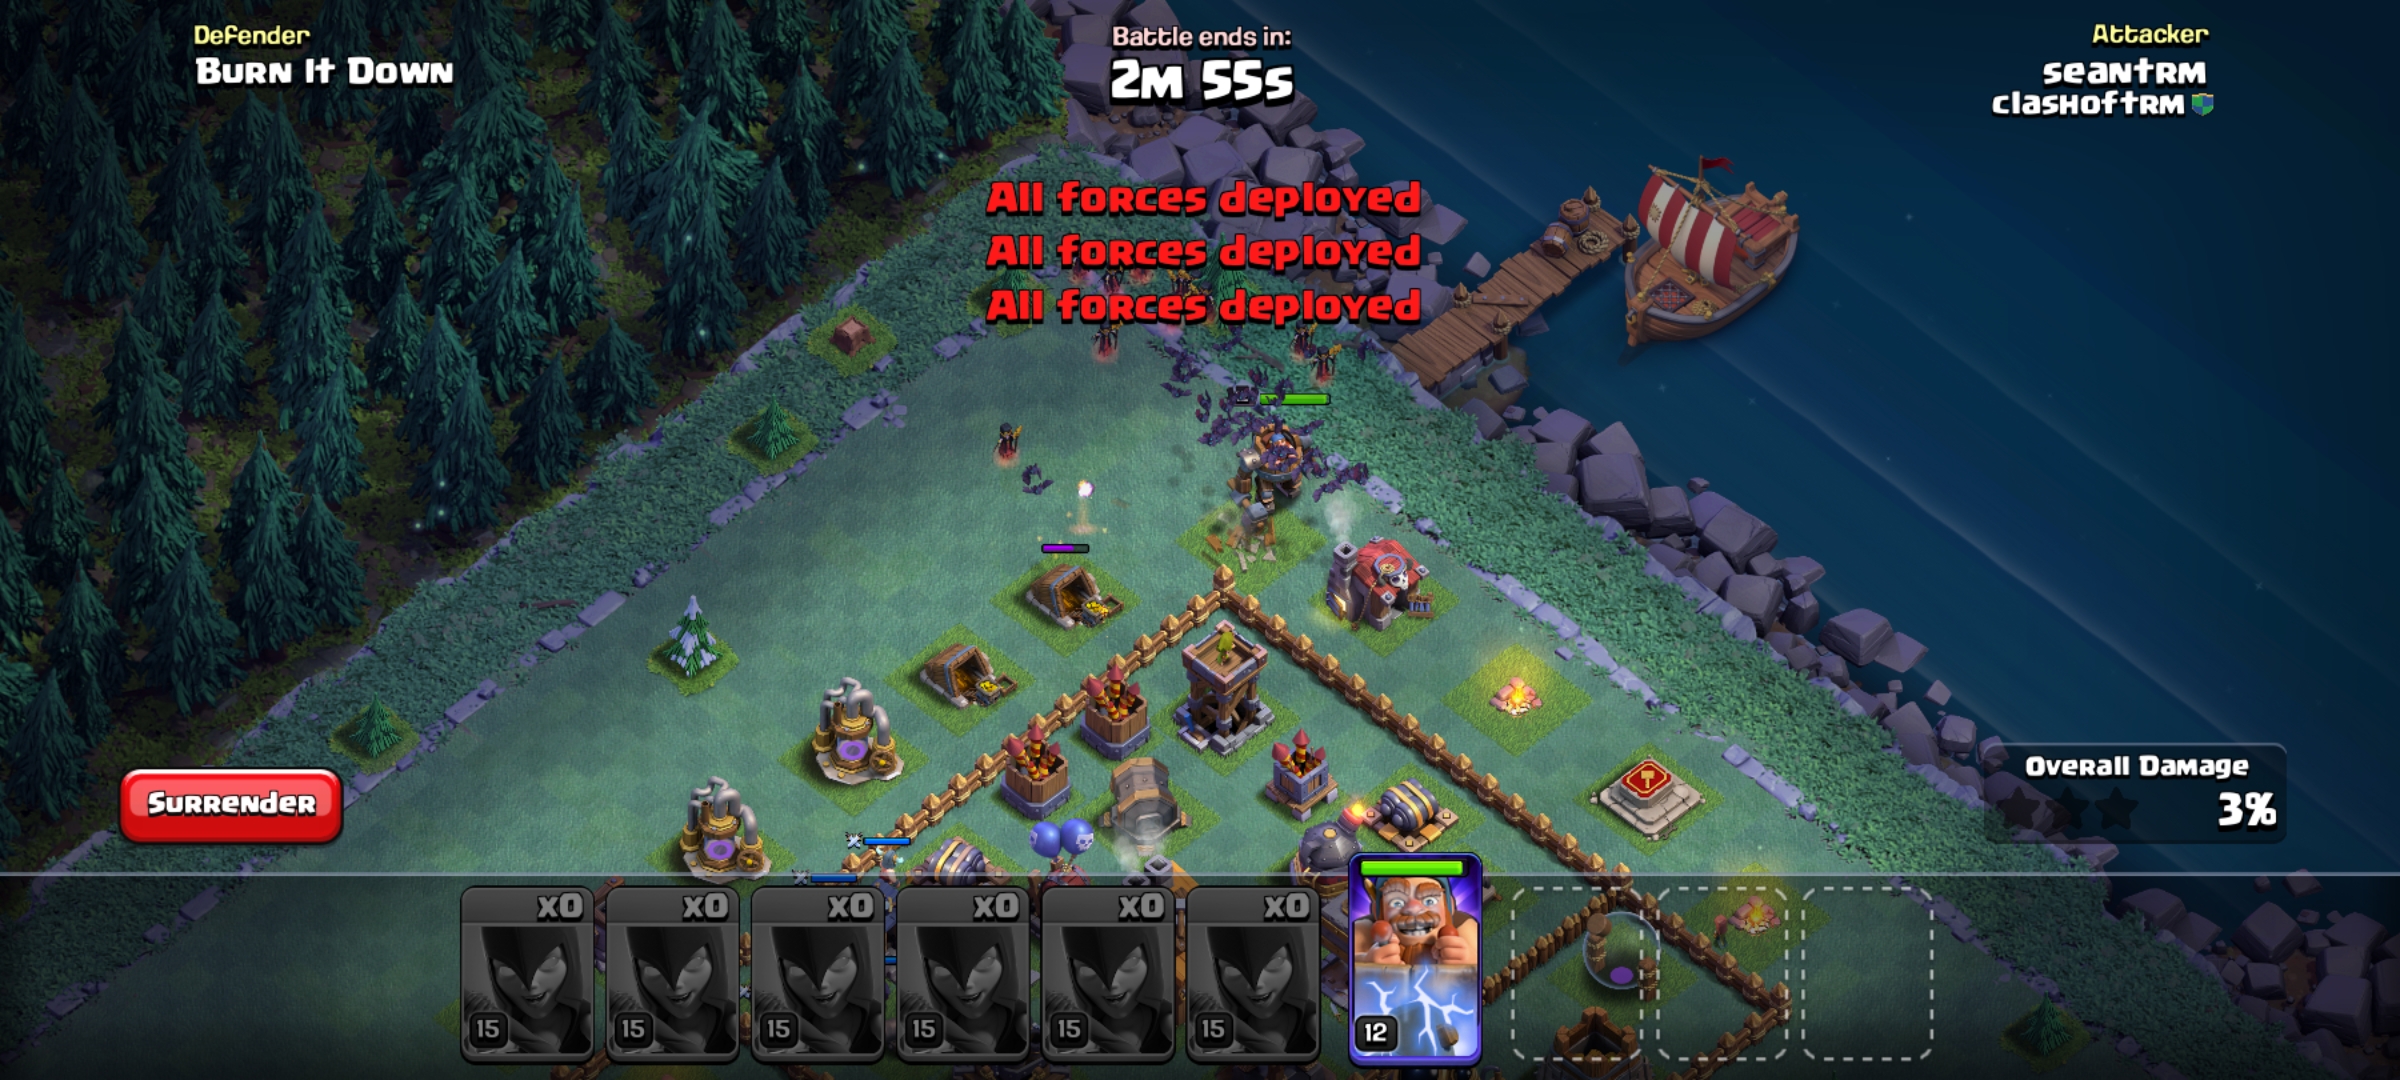 Defender
Burn It Down
Battle ends in:
2m 55s
Attacker
seantrm
clashoftrm
All forces deployed
All forces deployed
All forces deployed
Surrender
Overall Damage
3%
x0
x0
x0
x0
x0
x0
15
15
15
15
15
15
12